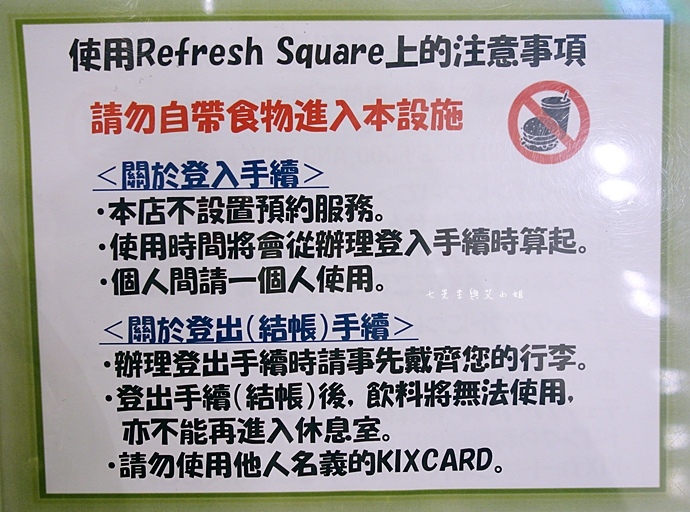 使用Refresh Square上的注意事項
請勿自帶食物進入本設施
＜關於登入手續＞
·本店不設置預約服務。
·使用時間將會從辦理登入手續時算起。
·個人間請一個人使用。
＜關於登出(結帳)手續＞
·辦理登出手續時請事先戴齊您的行李。
·登出手續(結帳)後, 飲料將無法使用,
亦不能再進入休息室。
·請勿使用他人名義的KIXCARD。